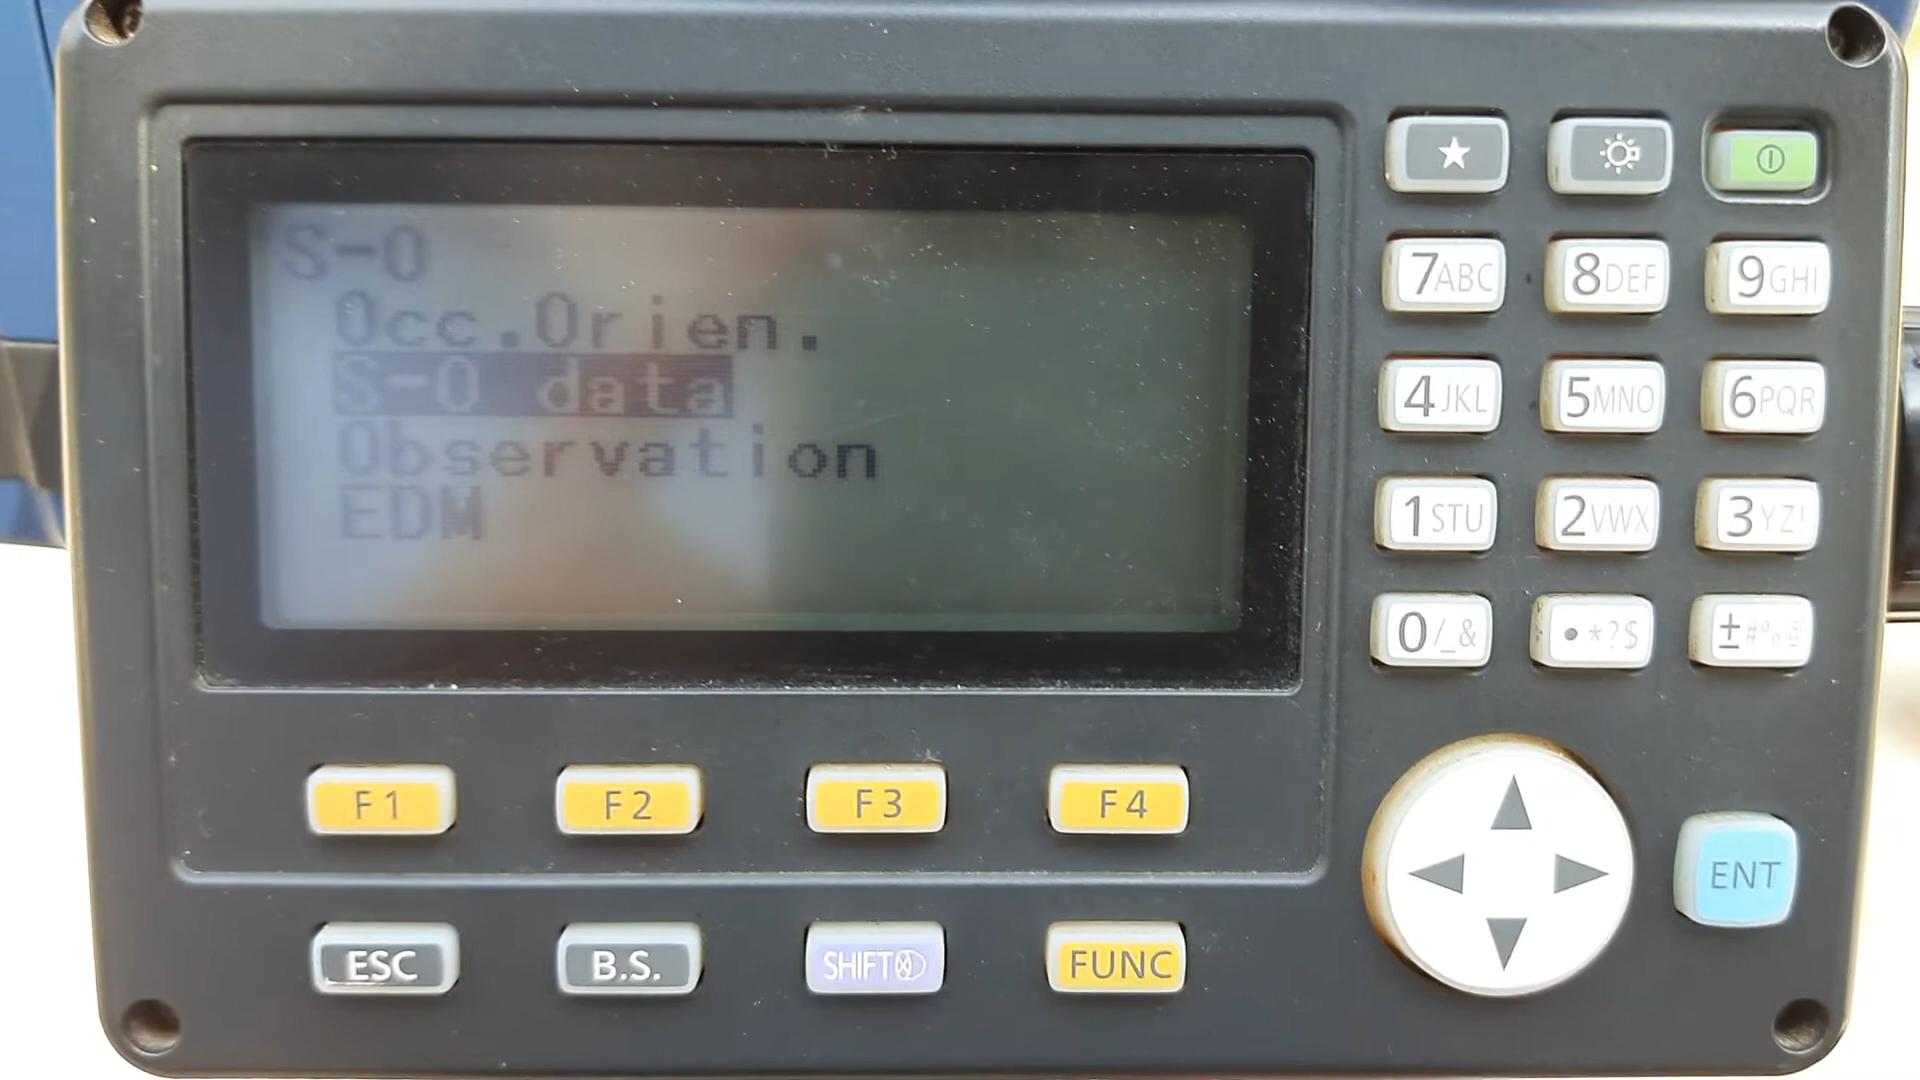 S-O
Occ.Orien.
S-O data
Observation
EDM
7ABC 8DEF 9GHI
4JKL 5MNO 6PQR
1STU 2VWX 3YZ!
0/_& •*?$ ±#%@
F1 F2 F3 F4
ENT
ESC B.S. SHIFT FUNC